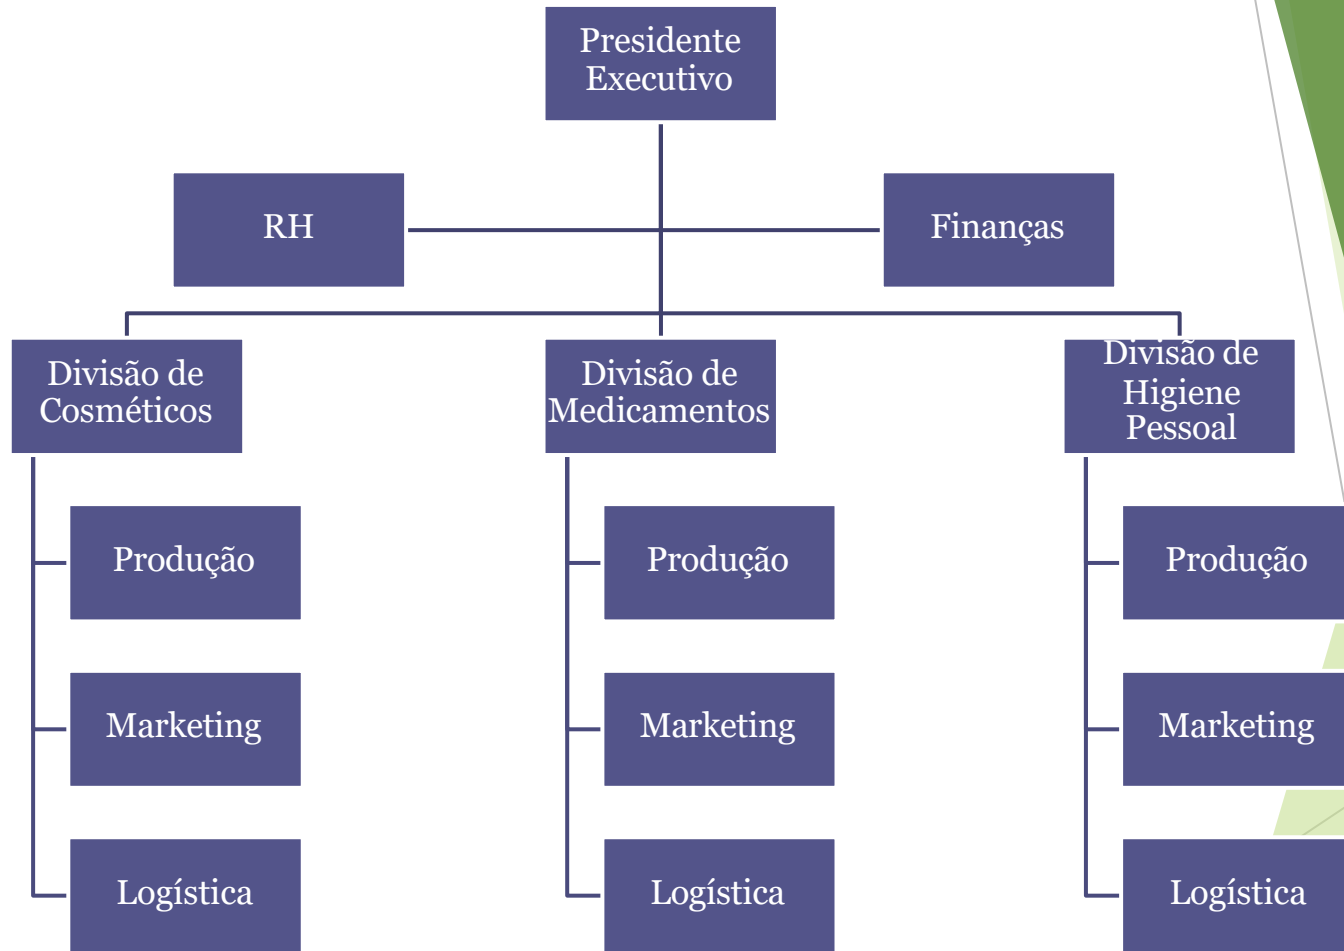 Presidente
Executivo
RH
Finanças
Divisão de
Cosméticos
Divisão de
Medicamentos
Divisão de
Higiene
Pessoal
Produção
Produção
Produção
Marketing
Marketing
Marketing
Logística
Logística
Logística